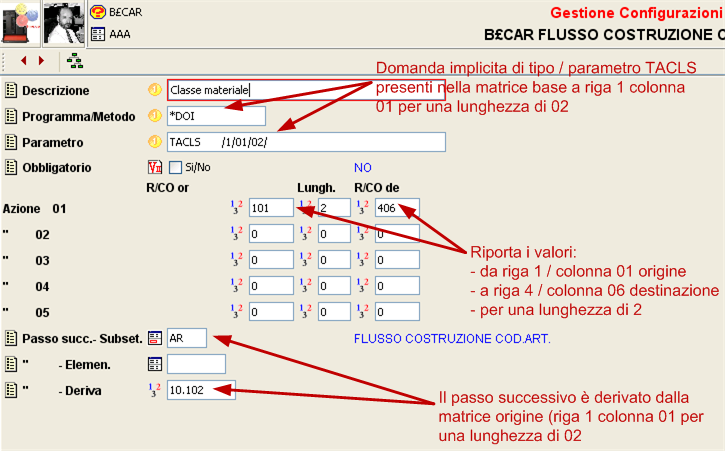 B£CAR
AAA
Gestione Configurazioni
B£CAR FLUSSO COSTRUZIONE C
Domanda implicita di tipo / parametro TACLS
presenti nella matrice base a riga 1 colonna
01 per una lunghezza di 02
Descrizione Classe materiale
Programma/Metodo *DOI
Parametro TACLS /1/01/02/
Obbligatorio Si/No NO
R/CO or Lungh. R/CO de
Azione 01 101 2 406
" 02 0 0 0
" 03 0 0 0
" 04 0 0 0
" 05 0 0 0
Riporta i valori:
- da riga 1 / colonna 01 origine
- a riga 4 / colonna 06 destinazione
- per una lunghezza di 2
Passo succ.- Subset. AR FLUSSO COSTRUZIONE COD.ART.
" - Elemen.
" - Deriva 10.102
Il passo successivo è derivato dalla
matrice origine (riga 1 colonna 01 per
una lunghezza di 02